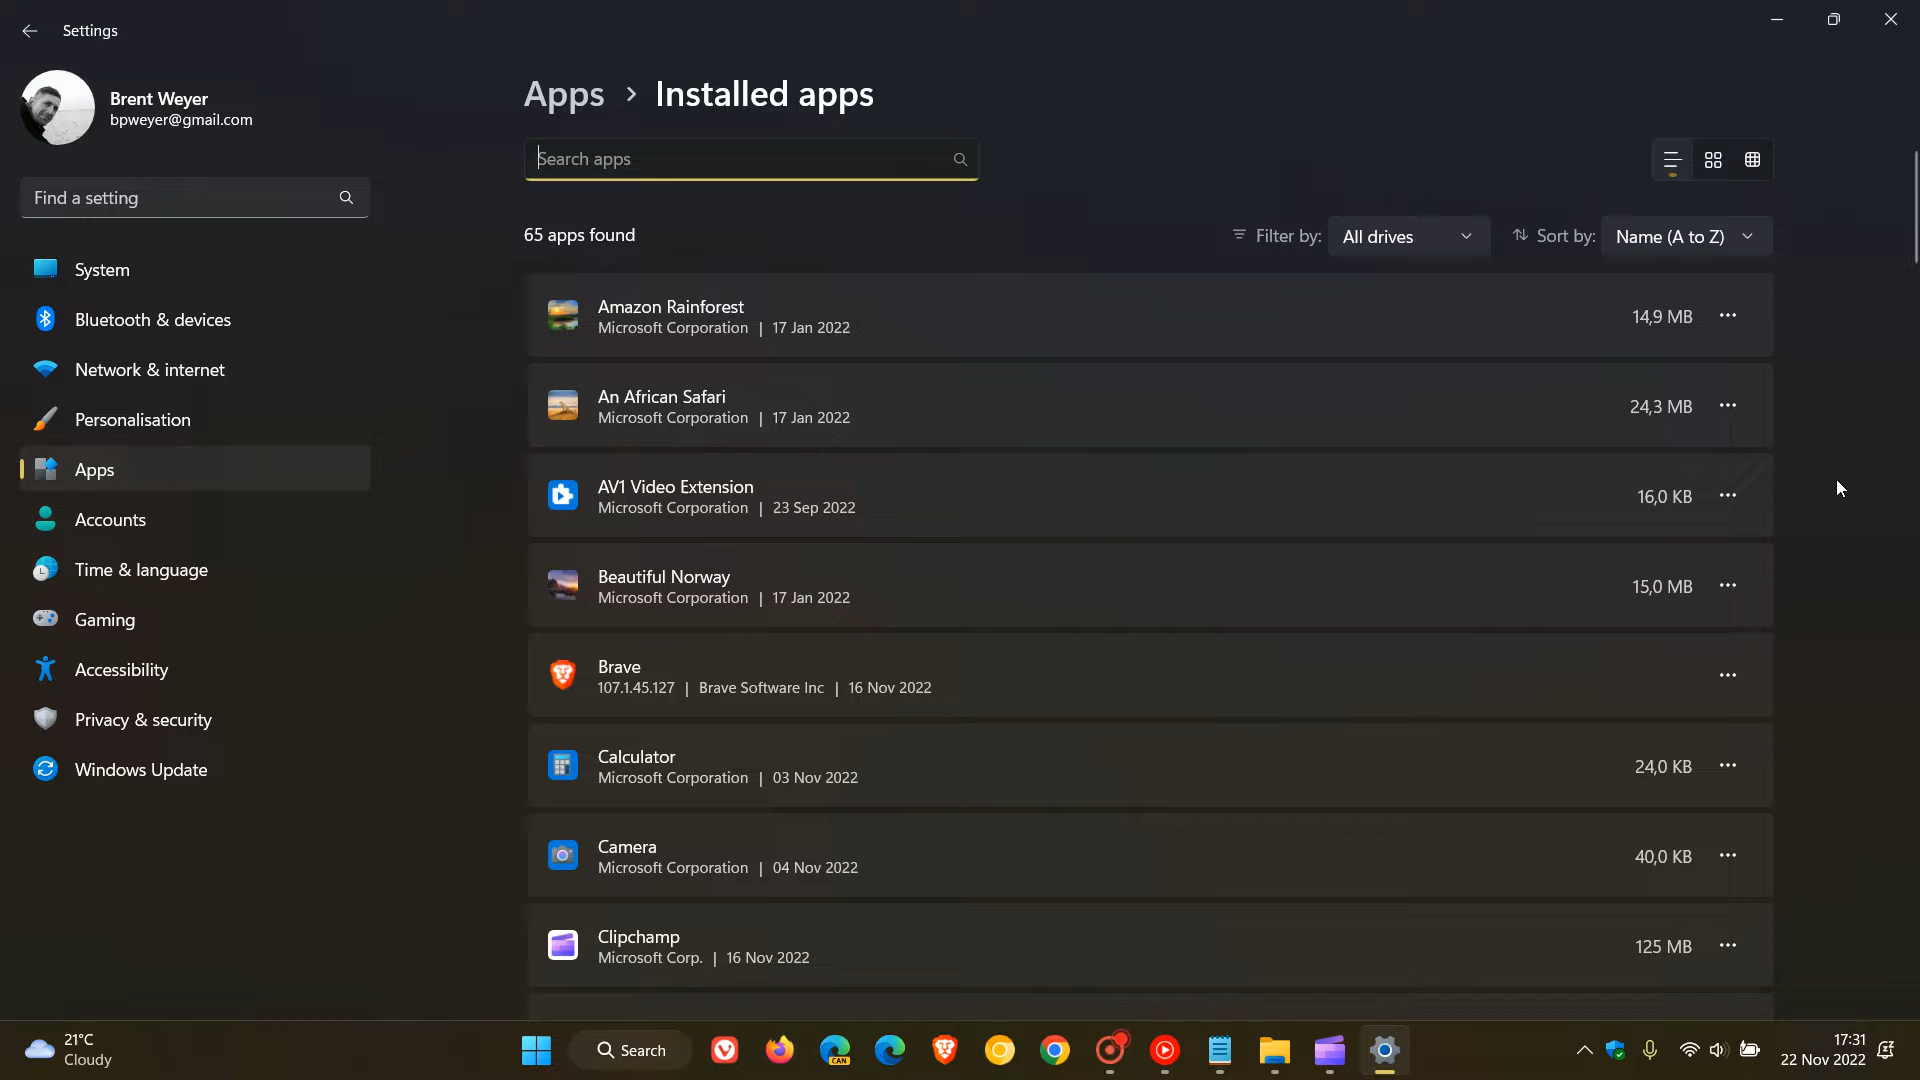 Settings
Brent Weyer
bpweyer@gmail.com
Find a setting
System
Bluetooth & devices
Network & internet
Personalisation
Apps
Accounts
Time & language
Gaming
Accessibility
Privacy & security
Windows Update
Apps > Installed apps
Search apps
65 apps found
Filter by: All drives
Sort by: Name (A to Z)
Amazon Rainforest
Microsoft Corporation | 17 Jan 2022
14,9 MB
An African Safari
Microsoft Corporation | 17 Jan 2022
24,3 MB
AV1 Video Extension
Microsoft Corporation | 23 Sep 2022
16,0 KB
Beautiful Norway
Microsoft Corporation | 17 Jan 2022
15,0 MB
Brave
107.1.45.127 | Brave Software Inc | 16 Nov 2022
Calculator
Microsoft Corporation | 03 Nov 2022
24,0 KB
Camera
Microsoft Corporation | 04 Nov 2022
40,0 KB
Clipchamp
Microsoft Corp. | 16 Nov 2022
125 MB
21°C
Cloudy
Search
CAN
17:31
22 Nov 2022